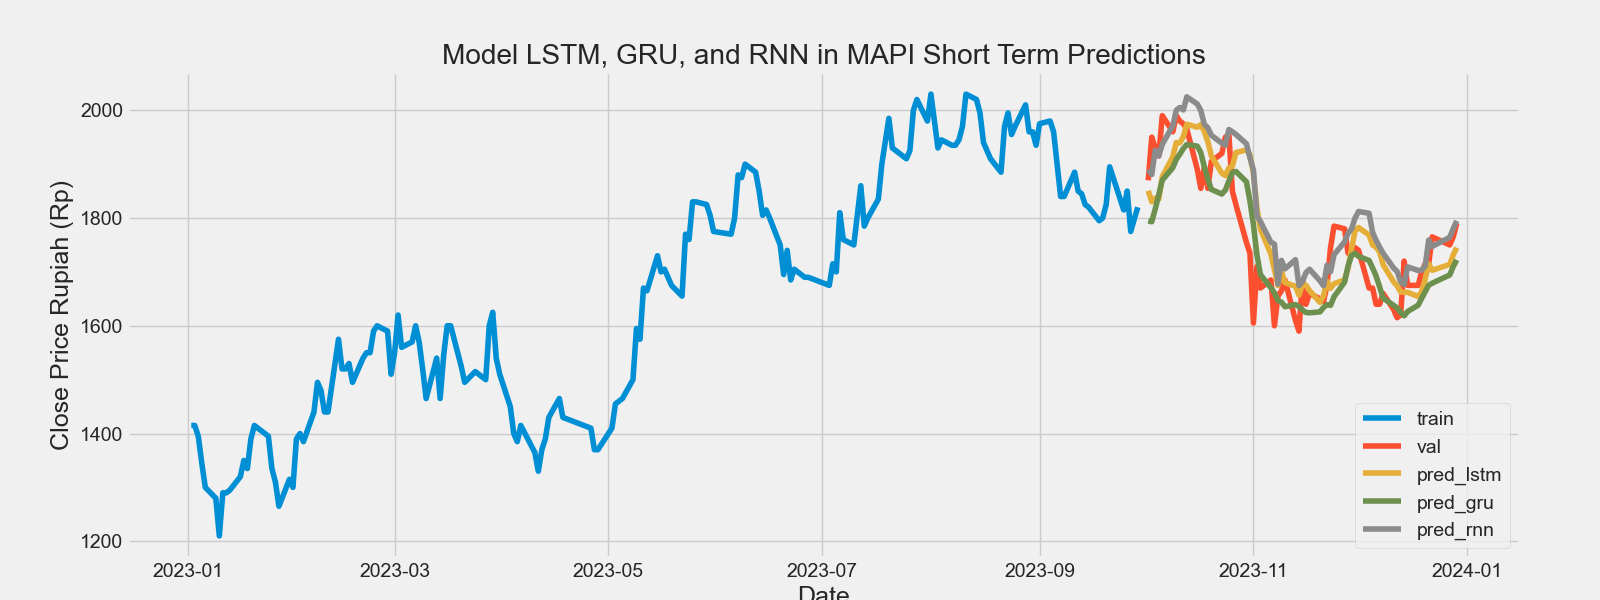 Model LSTM, GRU, and RNN in MAPI Short Term Predictions
Close Price Rupiah (Rp)
2000
1800
1600
1400
1200
train
val
pred_lstm
pred_gru
pred_rnn
2023-01
2023-03
2023-05
2023-07
2023-09
2023-11
2024-01
Date